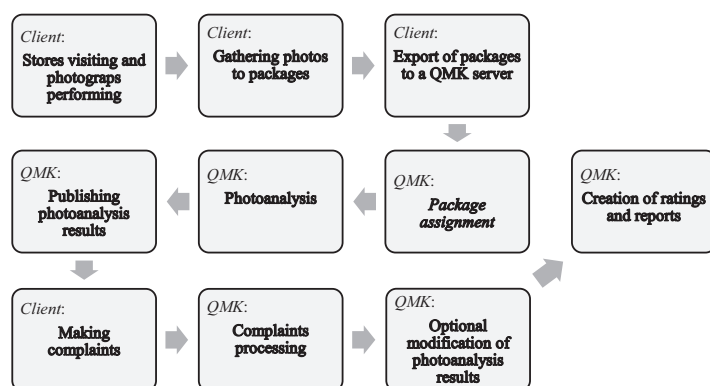 Client:
Stores visiting and
photograps
performing
Client:
Gathering photos
to packages
Client:
Export of packages
to a QMK server
QMK:
Publishing
photoanalysis
results
QMK:
Photoanalysis
QMK:
Package
assignment
QMK:
Creation of ratings
and reports
Client:
Making
complaints
QMK:
Complaints
processing
QMK:
Optional
modification of
photoanalysis
results